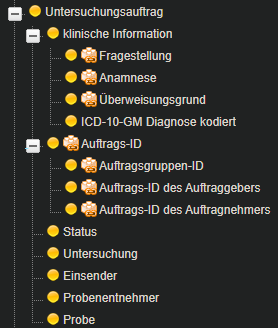 Untersuchungsauftrag
klinische Information
Fragestellung
Anamnese
Überweisungsgrund
ICD-10-GM Diagnose kodiert
Auftrags-ID
Auftragsgruppen-ID
Auftrags-ID des Auftraggebers
Auftrags-ID des Auftragnehmers
Status
Untersuchung
Einsender
Probenentnehmer
Probe